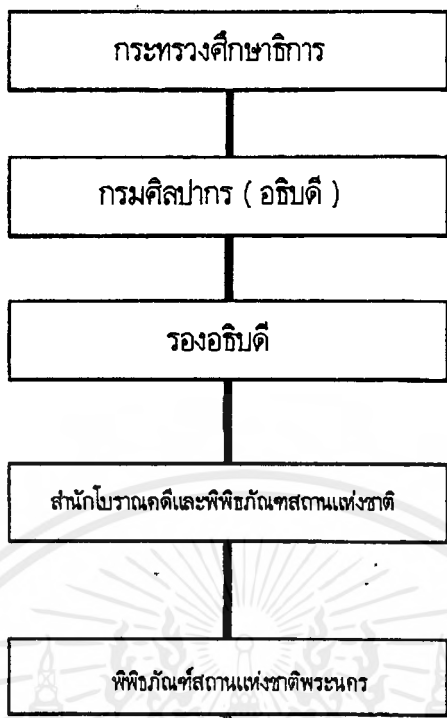 กระทรวงศึกษาธิการ
กรมศิลปากร ( อธิบดี )
รองอธิบดี
สำนักโบราณคดีและพิพิธภัณฑสถานแห่งชาติ
พิพิธภัณฑ์สถานแห่งชาติพระนคร